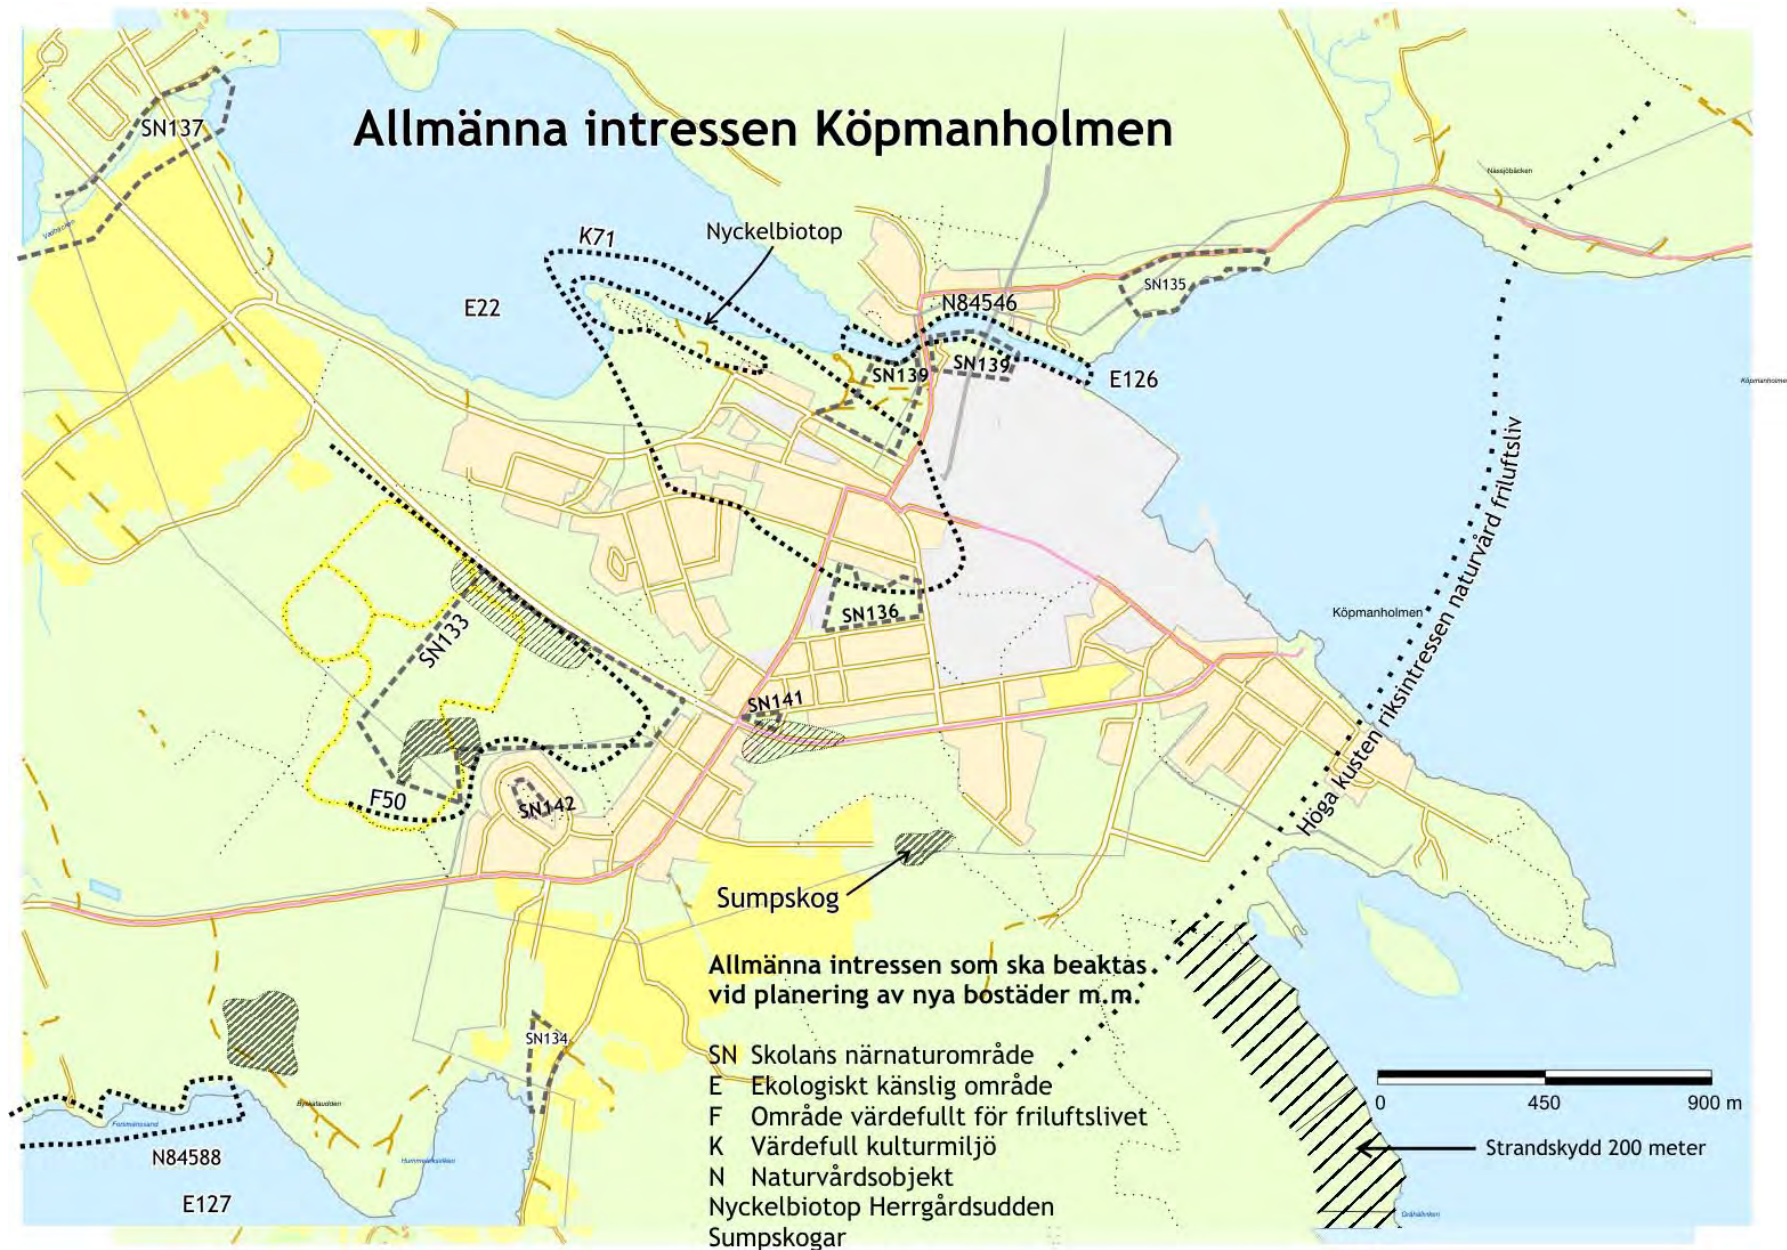 Allmänna intressen Köpmanholmen
SN137
Nässjöbäcken
K71
Nyckelbiotop
E22
N84546
SN135
SN139
SN139
E126
Höga kusten riksintressen naturvård friluftsliv
SN133
SN136
Köpmanholmen
SN141
F50
SN142
Sumpskog
Allmänna intressen som ska beaktas
vid planering av nya bostäder m.m.
SN134
SN Skolans närnaturområde
E Ekologiskt känslig område
F Område värdefullt för friluftslivet
K Värdefull kulturmiljö
N Naturvårdsobjekt
Nyckelbiotop Herrgårdsudden
Sumpskogar
0 450 900 m
Strandskydd 200 meter
N84588
E127